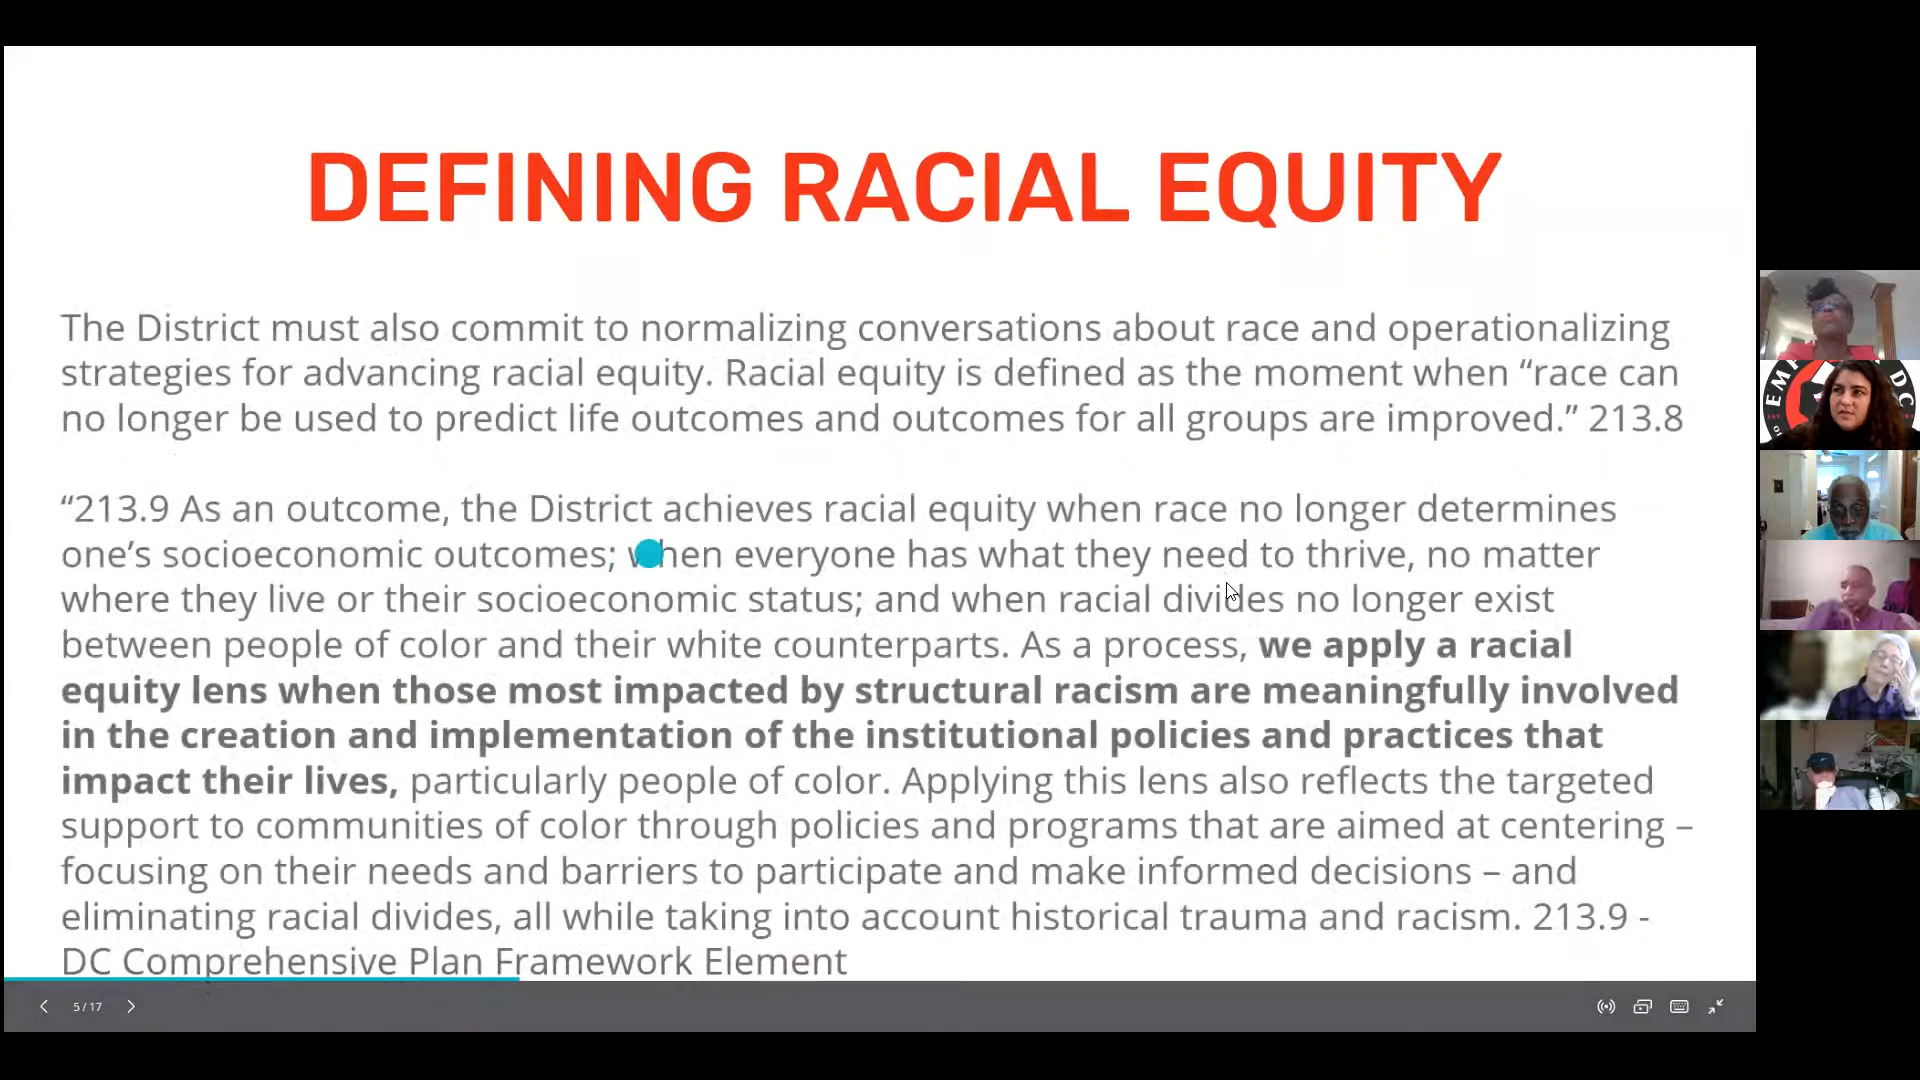 DEFINING RACIAL EQUITY
The District must also commit to normalizing conversations about race and operationalizing
strategies for advancing racial equity. Racial equity is defined as the moment when “race can
no longer be used to predict life outcomes and outcomes for all groups are improved.” 213.8
“213.9 As an outcome, the District achieves racial equity when race no longer determines
one’s socioeconomic outcomes; when everyone has what they need to thrive, no matter
where they live or their socioeconomic status; and when racial divides no longer exist
between people of color and their white counterparts. As a process, we apply a racial
equity lens when those most impacted by structural racism are meaningfully involved
in the creation and implementation of the institutional policies and practices that
impact their lives, particularly people of color. Applying this lens also reflects the targeted
support to communities of color through policies and programs that are aimed at centering –
focusing on their needs and barriers to participate and make informed decisions – and
eliminating racial divides, all while taking into account historical trauma and racism. 213.9 -
DC Comprehensive Plan Framework Element
5 / 17
EM
DC